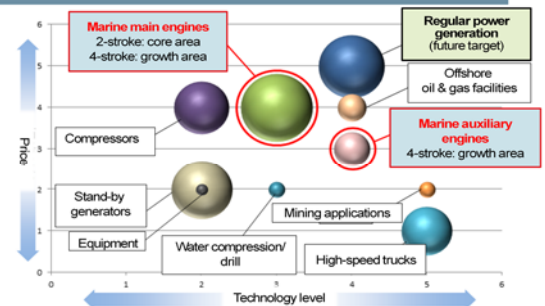 Marine main engines
2-stroke: core area
4-stroke: growth area
Regular power
generation
(future target)
Offshore
oil & gas facilities
Marine auxiliary
engines
4-stroke: growth area
Compressors
Stand-by
generators
Equipment
Water compression/
drill
Mining applications
High-speed trucks
Price
6
5
4
3
2
1
0
0
1
2
3
4
5
6
Technology level